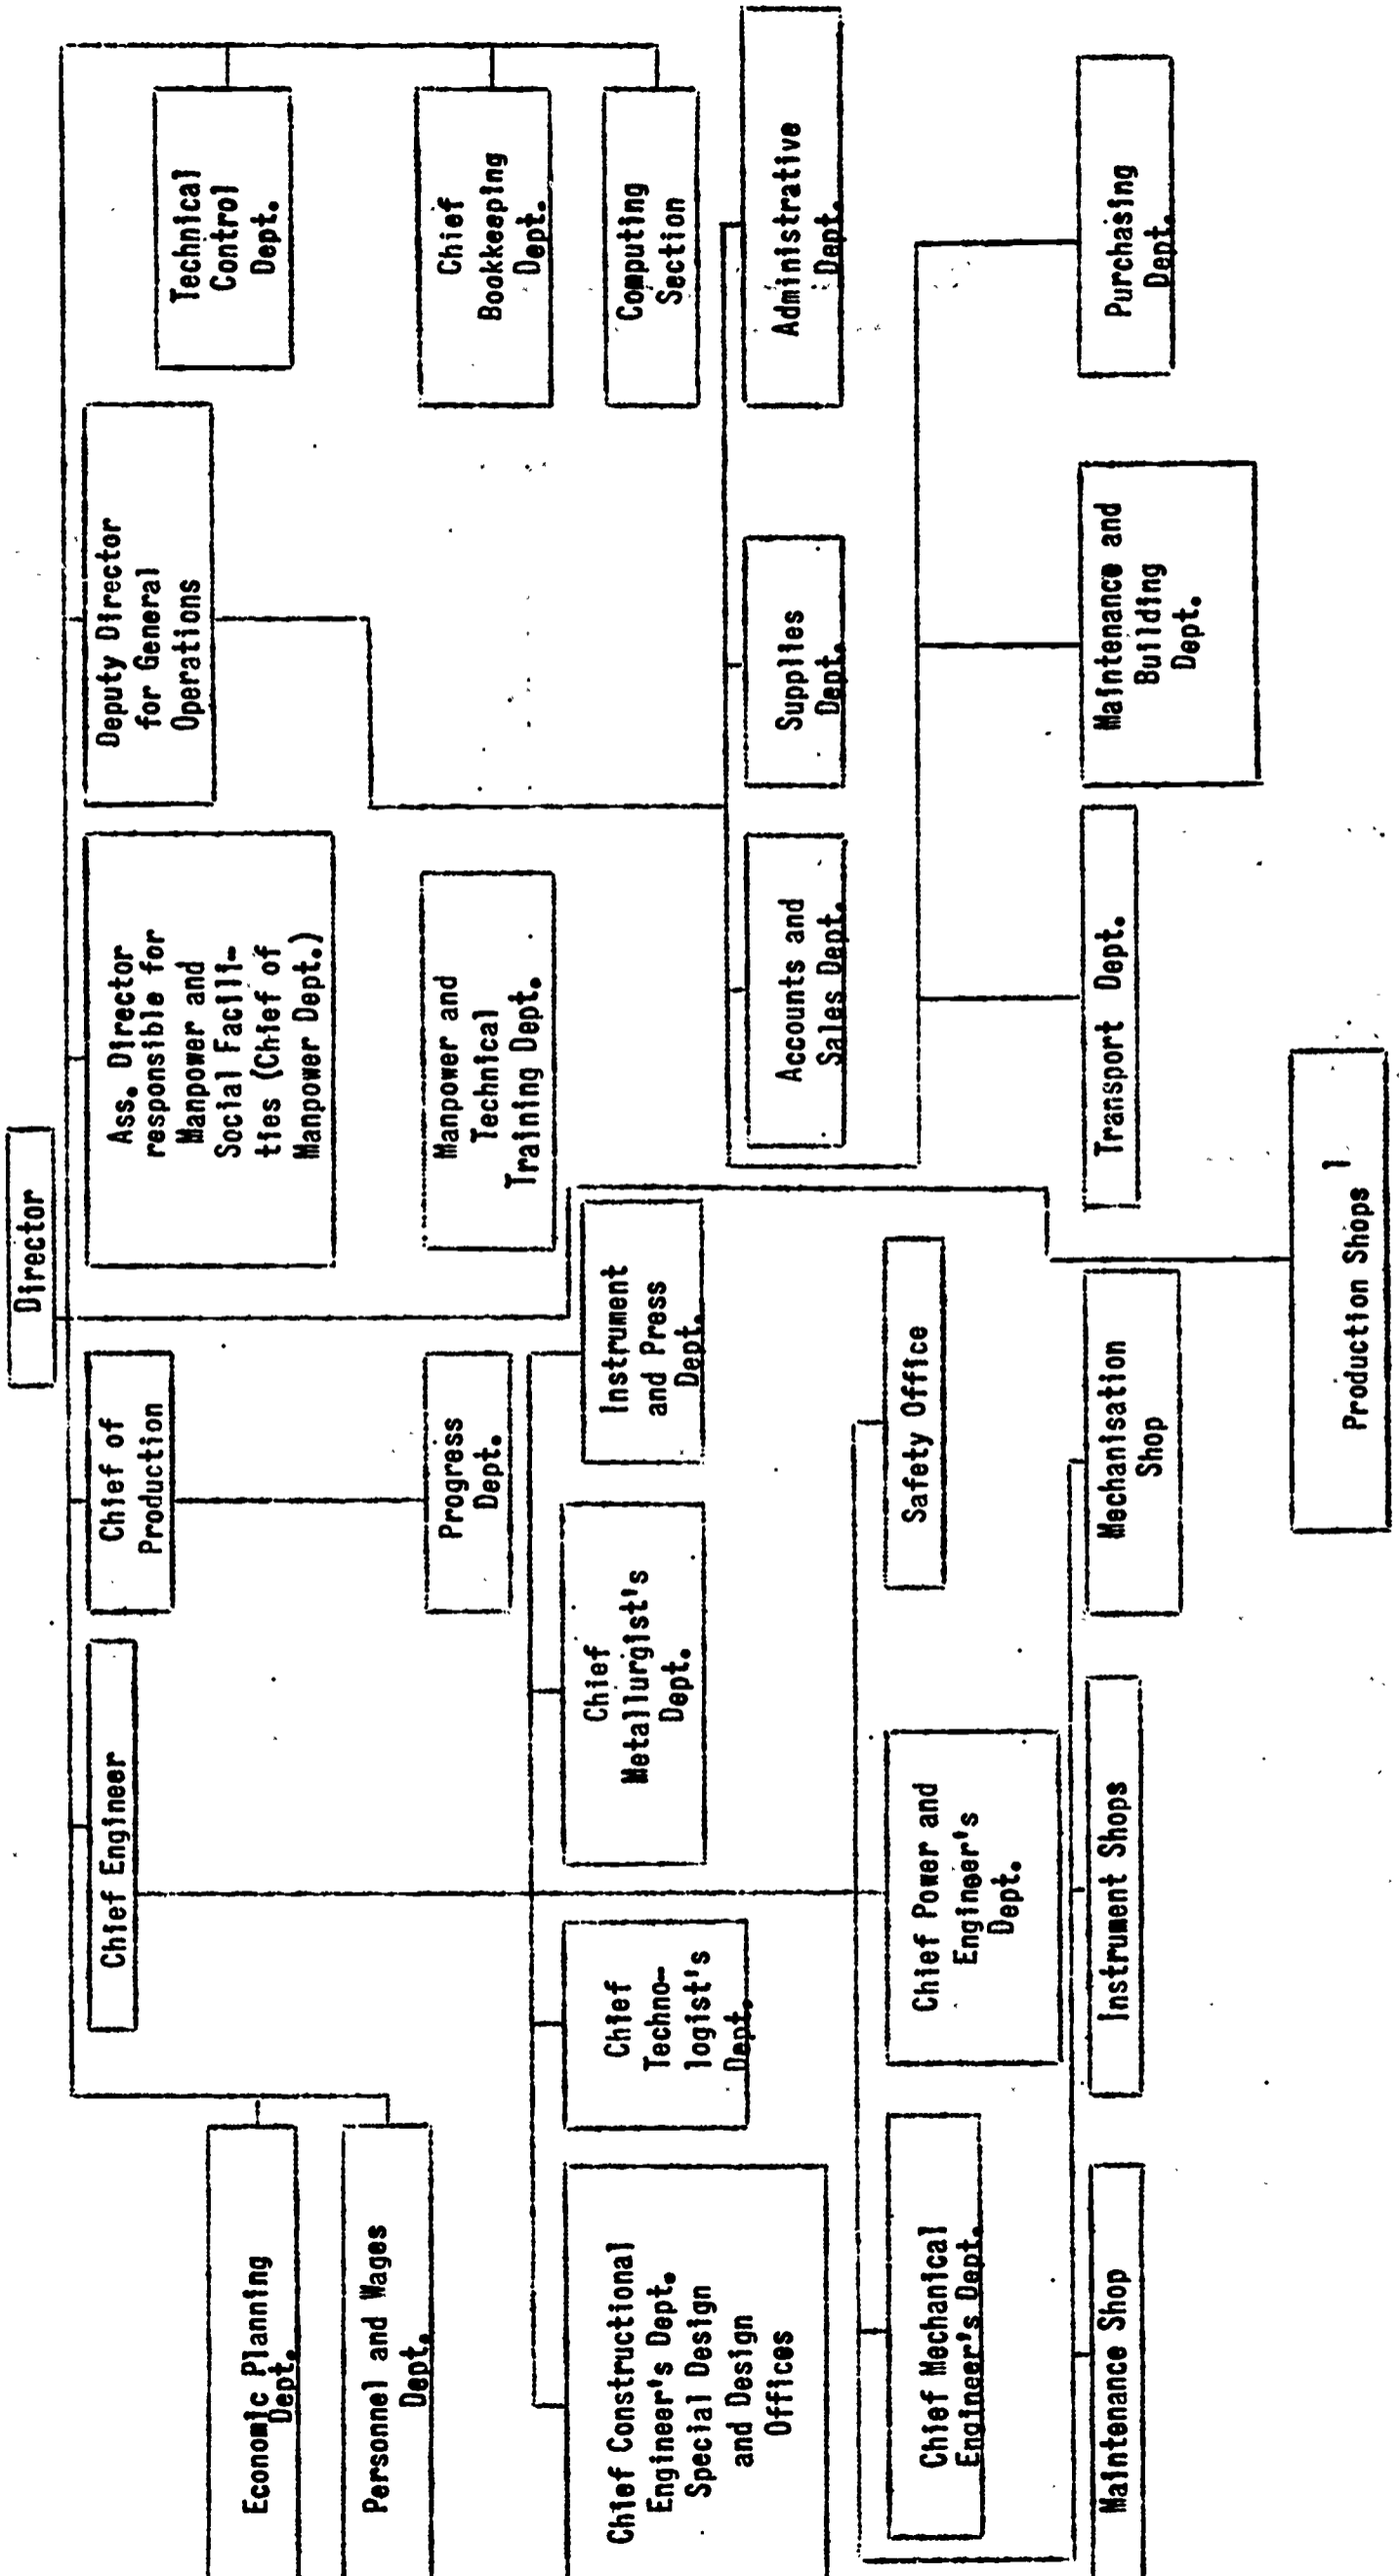 Director
Economic Planning
Dept.
Personnel and Wages
Dept.
Chief Engineer
Chief of
Production
Ass. Director
responsible for
Manpower and
Social Facili-
ties (Chief of
Manpower Dept.)
Deputy Director
for General
Operations
Technical
Control
Dept.
Chief
Bookkeeping
Dept.
Computing
Section
Progress
Dept.
Manpower and
Technical
Training Dept.
Chief Constructional
Engineer's Dept.
Special Design
and Design
Offices
Chief
Techno-
logist's
Dept.
Chief
Metallurgist's
Dept.
Instrument
and Press
Dept.
Accounts and
Sales Dept.
Supplies
Dept.
Administrative
Dept.
Chief Mechanical
Engineer's Dept.
Chief Power and
Engineer's
Dept.
Safety Office
Maintenance Shop
Instrument Shops
Mechanisation
Shop
Transport Dept.
Maintenance and
Building
Dept.
Purchasing
Dept.
Production Shops 1